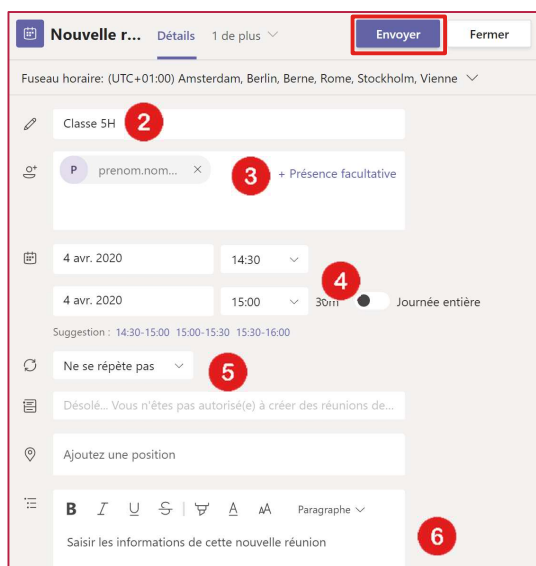 Nouvelle r... Détails 1 de plus Envoyer Fermer
Fuseau horaire: (UTC+01:00) Amsterdam, Berlin, Berne, Rome, Stockholm, Vienne
Classe 5H 2
P prenom.nom... × 3 + Présence facultative
4 avr. 2020 14:30
4
4 avr. 2020 15:00 30m Journée entière
Suggestion : 14:30-15:00 15:00-15:30 15:30-16:00
Ne se répète pas 5
Désolé... Vous n'êtes pas autorisé(e) à créer des réunions de...
Ajoutez une position
B I U S A AA Paragraphe
Saisir les informations de cette nouvelle réunion 6